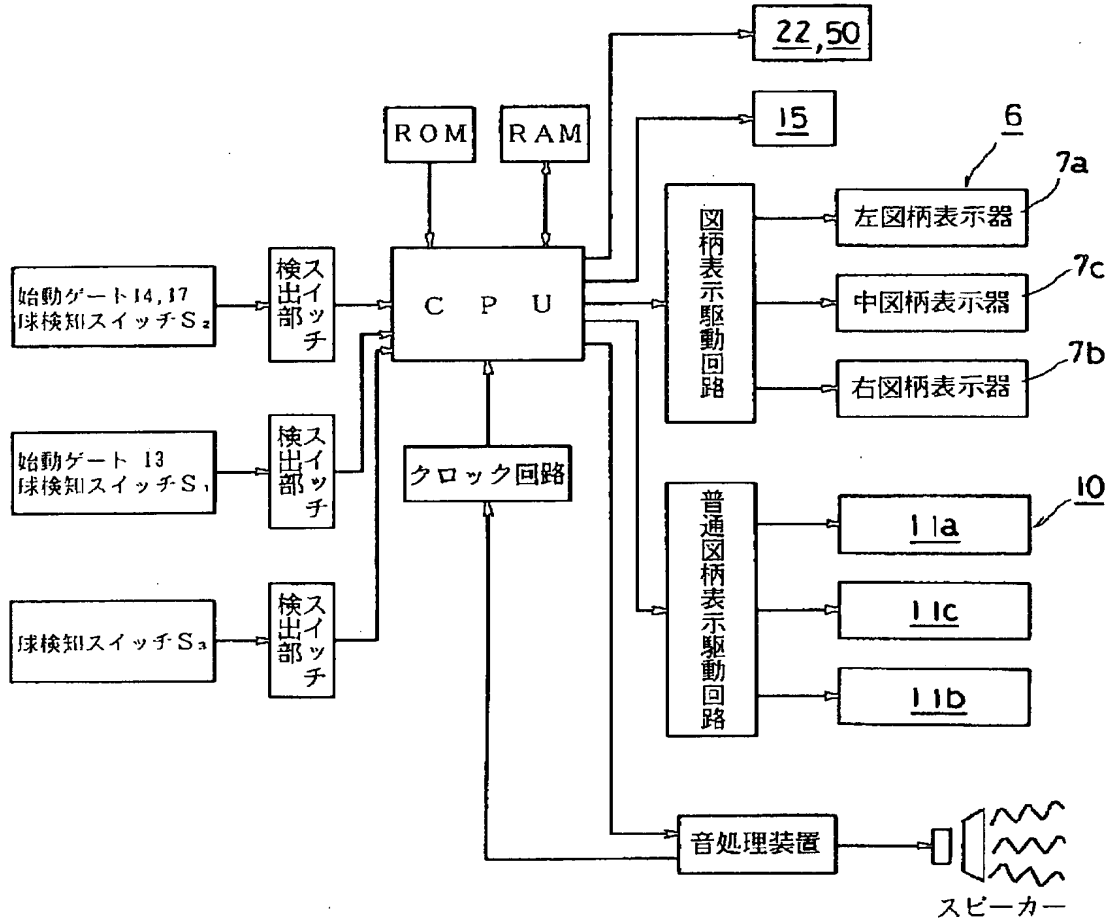 22,50
15
ROM
RAM
6
7a
左図柄表示器
7c
中図柄表示器
7b
右図柄表示器
図柄表示駆動回路
始動ゲート14,17
球検知スイッチS₂
スイッチ
検出部
CPU
始動ゲート 13
球検知スイッチS₁
スイッチ
検出部
クロック回路
普通図柄表示駆動回路
10
11a
11c
11b
球検知スイッチS₃
スイッチ
検出部
音処理装置
スピーカー